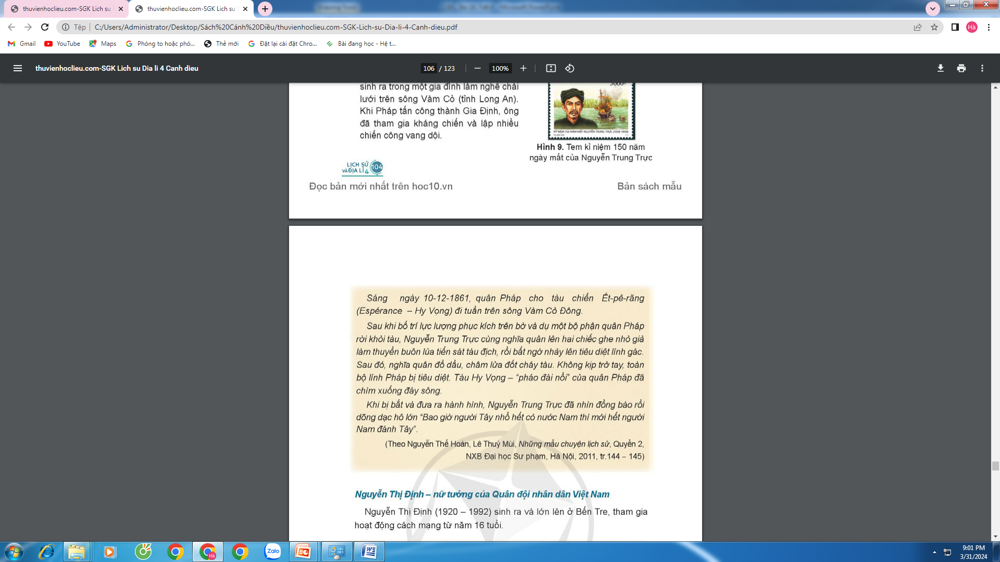 thuvienhoclieu.com-SGK Lich su
thuvienhoclieu.com-SGK Lich su
Tệp
C:/Users/Administrator/Desktop/Sách%20Cánh%20Diều/thuvienhoclieu.com-SGK-Lich-su-Dia-li-4-Canh-dieu.pdf
Hà
Gmail
YouTube
Maps
Phóng to hoặc phó...
Thẻ mới
Đặt lại cài đặt Chro...
Bài đang học - Hệ t...
thuvienhoclieu.com-SGK Lich su Dia li 4 Canh dieu
106 / 123
100%
sinh ra trong một gia đình làm nghề chài
lưới trên sông Vàm Cỏ (tỉnh Long An).
Khi Pháp tấn công thành Gia Định, ông
đã tham gia kháng chiến và lập nhiều
chiến công vang dội.
3000đ
KỶ NIỆM 150 NĂM MẤT NGUYỄN TRUNG TRỰC (1838-1868)
Hình 9. Tem kỉ niệm 150 năm
ngày mất của Nguyễn Trung Trực
LỊCH SỬ
VÀ ĐỊA LÍ 4
104
Đọc bản mới nhất trên hoc10.vn
Bản sách mẫu
Sáng ngày 10-12-1861, quân Pháp cho tàu chiến Ét-pê-răng
(Espérance – Hy Vọng) đi tuần trên sông Vàm Cỏ Đông.
Sau khi bố trí lực lượng phục kích trên bờ và dụ một bộ phận quân Pháp
rời khỏi tàu, Nguyễn Trung Trực cùng nghĩa quân lên hai chiếc ghe nhỏ giả
làm thuyền buôn lúa tiến sát tàu địch, rồi bất ngờ nhảy lên tiêu diệt lính gác.
Sau đó, nghĩa quân đổ dầu, châm lửa đốt cháy tàu. Không kịp trở tay, toàn
bộ lính Pháp bị tiêu diệt. Tàu Hy Vọng – “pháo đài nổi” của quân Pháp đã
chìm xuống đáy sông.
Khi bị bắt và đưa ra hành hình, Nguyễn Trung Trực đã nhìn đồng bào rồi
dõng dạc hô lớn “Bao giờ người Tây nhổ hết cỏ nước Nam thì mới hết người
Nam đánh Tây”.
(Theo Nguyễn Thế Hoàn, Lê Thuý Mùi, Những mẩu chuyện lịch sử, Quyển 2,
NXB Đại học Sư phạm, Hà Nội, 2011, tr.144 – 145)
Nguyễn Thị Định – nữ tướng của Quân đội nhân dân Việt Nam
Nguyễn Thị Định (1920 – 1992) sinh ra và lớn lên ở Bến Tre, tham gia
hoạt động cách mạng từ năm 16 tuổi.
Hà
Zalo
9:01 PM
3/31/2024